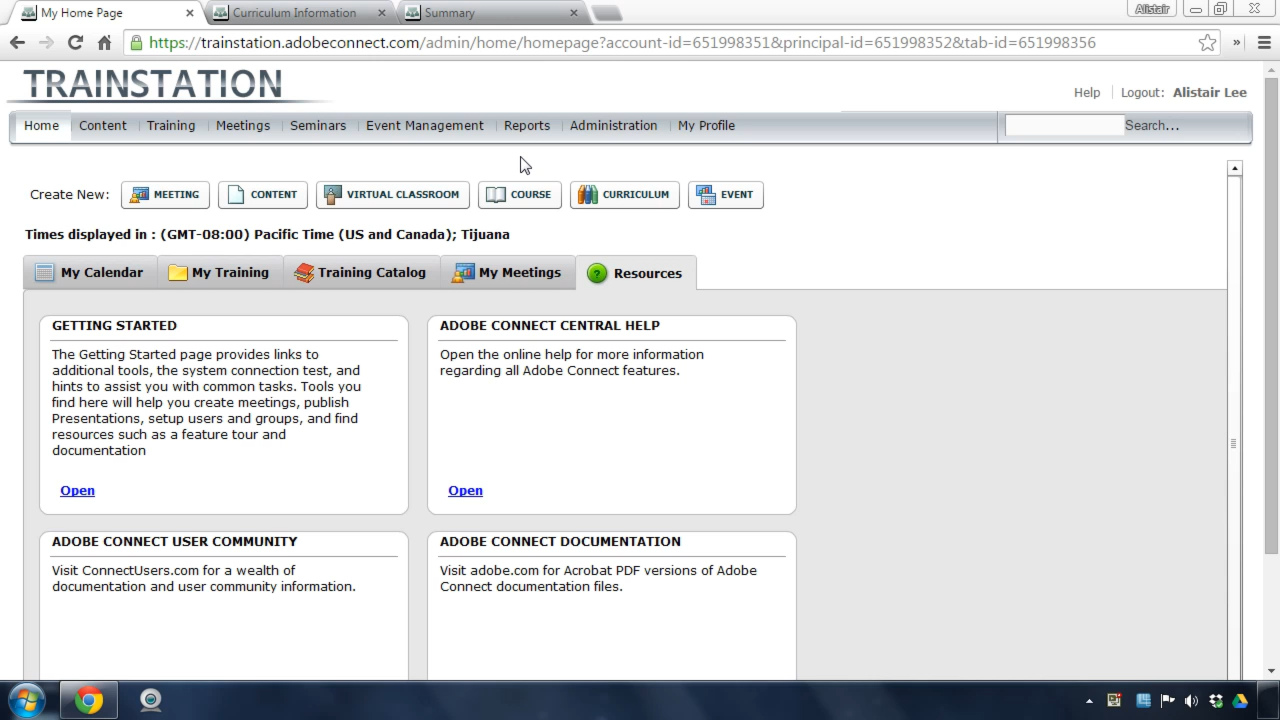 My Home Page
Curriculum Information
Summary
Alistair
https://trainstation.adobeconnect.com/admin/home/homepage?account-id=651998351&principal-id=651998352&tab-id=651998356
TRAINSTATION
Help
Logout: Alistair Lee
Home
Content
Training
Meetings
Seminars
Event Management
Reports
Administration
My Profile
Search...
Create New:
MEETING
CONTENT
VIRTUAL CLASSROOM
COURSE
CURRICULUM
EVENT
Times displayed in : (GMT-08:00) Pacific Time (US and Canada); Tijuana
My Calendar
My Training
Training Catalog
My Meetings
Resources
GETTING STARTED
The Getting Started page provides links to
additional tools, the system connection test, and
hints to assist you with common tasks. Tools you
find here will help you create meetings, publish
Presentations, setup users and groups, and find
resources such as a feature tour and
documentation
Open
ADOBE CONNECT CENTRAL HELP
Open the online help for more information
regarding all Adobe Connect features.
Open
ADOBE CONNECT USER COMMUNITY
Visit ConnectUsers.com for a wealth of
documentation and user community information.
ADOBE CONNECT DOCUMENTATION
Visit adobe.com for Acrobat PDF versions of Adobe
Connect documentation files.